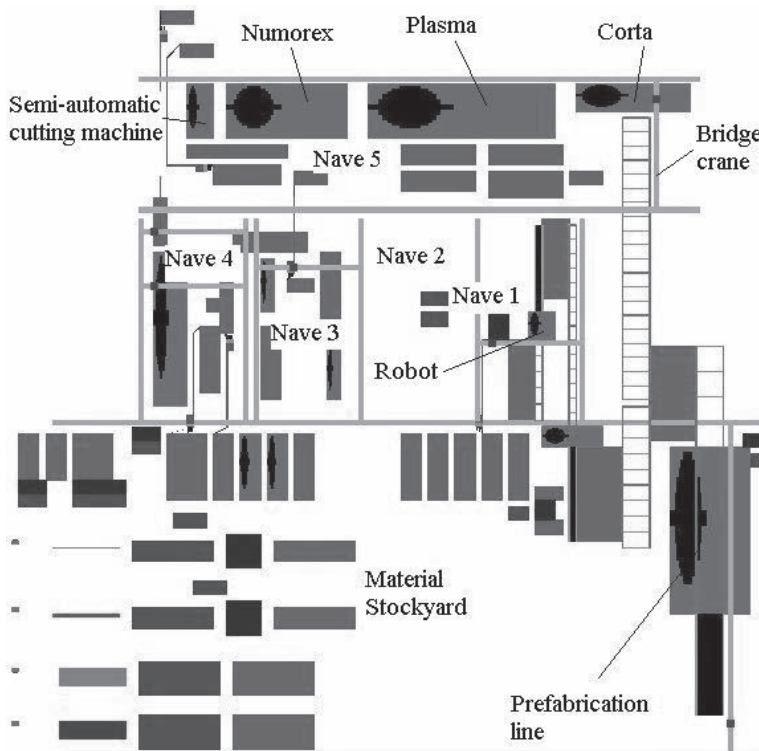 Numorex
Plasma
Corta
Semi-automatic
cutting machine
Nave 5
Bridge
crane
Nave 4
Nave 2
Nave 1
Nave 3
Robot
Material
Stockyard
Prefabrication
line